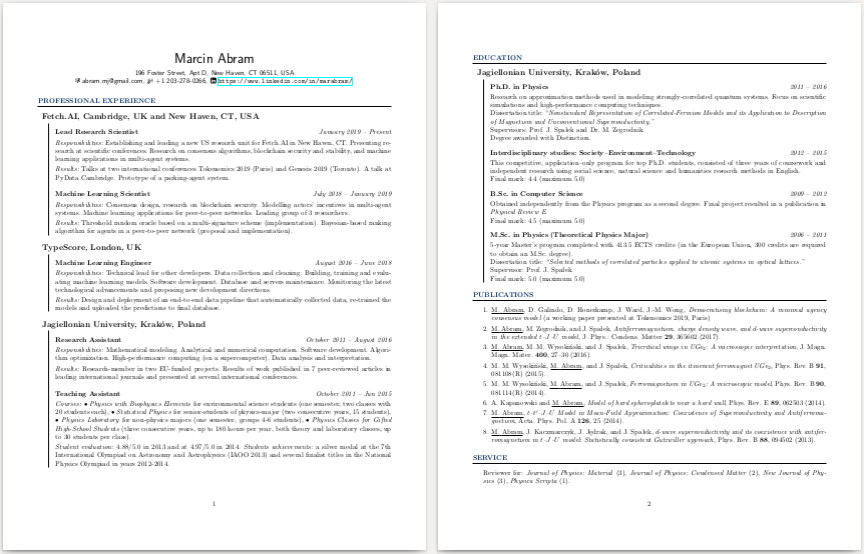 Marcin Abram
196 Foster Street, Apt D, New Haven, CT 06511, USA
abram.mj@gmail.com, +1 203-278-0266, https://www.linkedin.com/in/marabram/
PROFESSIONAL EXPERIENCE
Fetch.AI, Cambridge, UK and New Haven, CT, USA
Lead Research Scientist January 2019 – Present
Responsibilities: Establishing and leading a new US research unit for Fetch.AI in New Haven, CT. Presenting re-
search at scientific conferences. Research on consensus algorithms, blockchain security and stability, and machine
learning applications in multi-agent systems.
Results: Talks at two international conferences Tokenomics 2019 (Paris) and Genesis 2019 (Toronto). A talk at
PyData Cambridge. Prototype of a parking-agent system.
Machine Learning Scientist July 2018 – January 2019
Responsibilities: Consensus design, research on blockchain security. Modelling actors' incentives in multi-agent
systems. Machine learning applications for peer-to-peer networks. Leading group of 3 researchers.
Results: Threshold random oracle based on a multi-signature scheme (implementation). Bayesian-based ranking
algorithm for agents in a peer-to-peer network (proposal and implementation).
TypeScore, London, UK
Machine Learning Engineer August 2016 – June 2018
Responsibilities: Technical lead for other developers. Data collection and cleaning. Building, training and evalu-
ating machine learning models. Software development. Database and servers maintenance. Monitoring the latest
technological advancements and proposing new development directions.
Results: Design and deployment of an end-to-end data pipeline that automatically collected data, re-trained the
models and uploaded the predictions to final database.
Jagiellonian University, Kraków, Poland
Research Assistant October 2011 – August 2016
Responsibilities: Mathematical modeling. Analytical and numerical computation. Software development. Algori-
thm optimization. High-performance computing (on a supercomputer). Data analysis and interpretation.
Results: Research-member in two EU-funded projects. Results of work published in 7 peer-reviewed articles in
leading international journals and presented at several international conferences.
Teaching Assistant October 2011 – Jan 2015
Courses: • Physics with Biophysics Elements for environmental science students (one semester, two classes with
20 students each), • Statistical Physics for senior-students of physics-major (two consecutive years, 15 students),
• Physics Laboratory for non-physics majors (one semester, groups 4-6 students), • Physics Classes for Gifted
High-School Students (three consecutive years, up to 180 hours per year, both theory and laboratory classes, up
to 30 students per class).
Student evaluation: 4.88/5.0 in 2013 and at 4.97/5.0 in 2014. Students achievements: a silver medal at the 7th
International Olympiad on Astronomy and Astrophysics (IAOO 2013) and several finalist titles in the National
Physics Olympiad in years 2012-2014.
1
EDUCATION
Jagiellonian University, Kraków, Poland
Ph.D. in Physics 2011 – 2016
Research on approximation methods used in modeling strongly-correlated quantum systems. Focus on scientific
simulations and high-performance computing techniques.
Dissertation title: "Nonstandard Representation of Correlated-Fermion Models and its Application to Description
of Magnetism and Unconventional Superconductivity."
Supervisors: Prof. J. Spałek and Dr. M. Zegrodnik
Degree awarded with Distinction.
Interdisciplinary studies: Society–Environment–Technology 2012 – 2015
This competitive, application-only program for top Ph.D. students, consisted of three years of coursework and
independent research using social science, natural science and humanities research methods in English.
Final mark: 4.4 (maximum 5.0)
B.Sc. in Computer Science 2009 – 2012
Obtained independently from the Physics program as a second degree. Final project resulted in a publication in
Physical Review E.
Final mark: 4.5 (maximum 5.0)
M.Sc. in Physics (Theoretical Physics Major) 2006 – 2011
5-year Master's program completed with 413.5 ECTS credits (in the European Union, 300 credits are required
to obtain an M.Sc. degree).
Dissertation title: "Selected methods of correlated particles applied to atomic systems in optical lattices."
Supervisor: Prof. J. Spałek
Final mark: 5.0 (maximum 5.0)
PUBLICATIONS
1. M. Abram, D. Galindo, D. Honerkamp, J. Ward, J.-M. Wong, Democratising blockchain: A minimal agency
consensus model (a working paper presented at Tokenomics 2019, Paris)
2. M. Abram, M. Zegrodnik, and J. Spałek, Antiferromagnetism, charge density wave, and d-wave superconductivity
in the extended t-J-U model, J. Phys.: Condens. Matter 29, 365602 (2017).
3. M. Abram, M. M. Wysokiński, and J. Spałek, Tricritical wings in UGe2: A microscopic interpretation, J. Magn.
Magn. Mater. 400, 27–30 (2016).
4. M. M. Wysokiński, M. Abram, and J. Spałek, Criticalities in the itinerant ferromagnet UGe2, Phys. Rev. B 91,
081108(R) (2015).
5. M. M. Wysokiński, M. Abram, and J. Spałek, Ferromagnetism in UGe2: A microscopic model, Phys. Rev. B 90,
081114(R) (2014).
6. A. Kapanowski and M. Abram, Model of hard spherocylinders near a hard wall, Phys. Rev. E 89, 062503 (2014).
7. M. Abram, t-J-U Model in Mean-Field Approximation: Coexistence of Superconductivity and Antiferroma-
gnetism, Acta. Phys. Pol. A 126, 25 (2014).
8. M. Abram, J. Kaczmarczyk, J. Jędrak, and J. Spałek, d-wave superconductivity and its coexistence with antifer-
romagnetism in t-J-U model: Statistically consistent Gutzwiller approach, Phys. Rev. B 88, 094502 (2013).
SERVICE
Reviewer for: Journal of Physics: Material (3), Journal of Physics: Condensed Matter (2), New Journal of Phy-
sics (3), Physica Scripta (1).
2